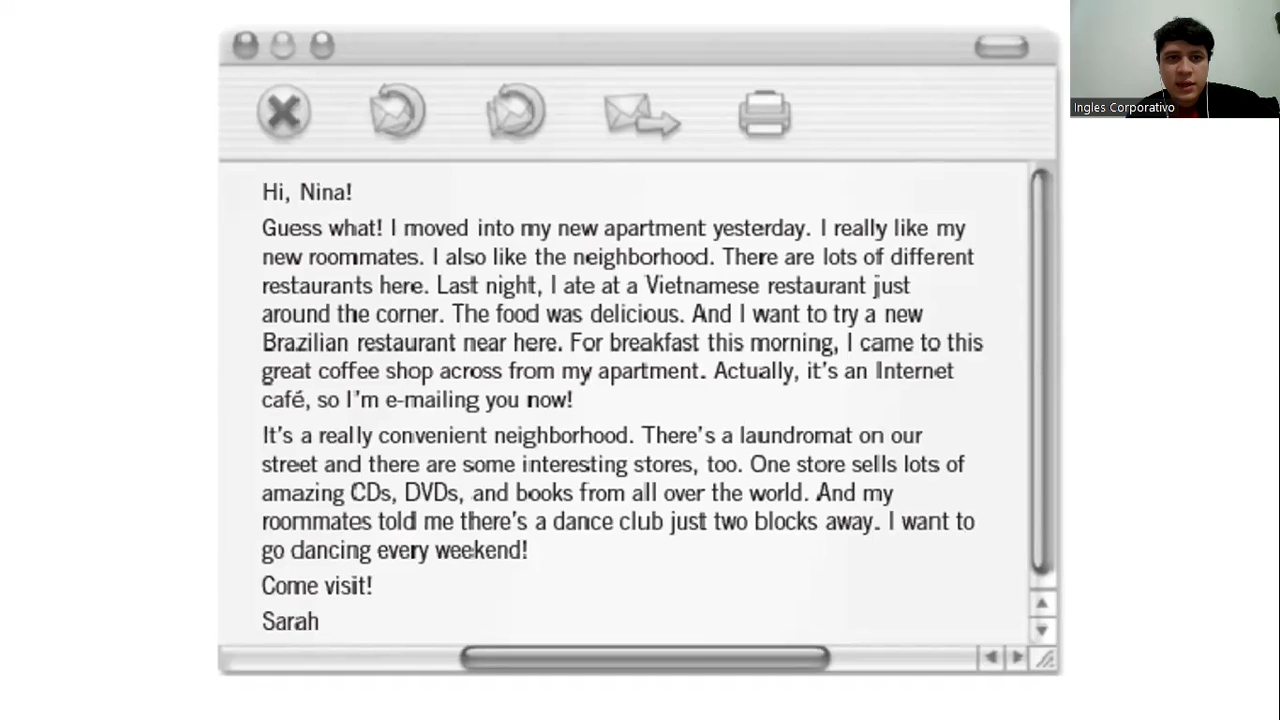 Ingles Corporativo
Hi, Nina!
Guess what! I moved into my new apartment yesterday. I really like my
new roommates. I also like the neighborhood. There are lots of different
restaurants here. Last night, I ate at a Vietnamese restaurant just
around the corner. The food was delicious. And I want to try a new
Brazilian restaurant near here. For breakfast this morning, I came to this
great coffee shop across from my apartment. Actually, it's an Internet
café, so I'm e-mailing you now!
It's a really convenient neighborhood. There's a laundromat on our
street and there are some interesting stores, too. One store sells lots of
amazing CDs, DVDs, and books from all over the world. And my
roommates told me there's a dance club just two blocks away. I want to
go dancing every weekend!
Come visit!
Sarah